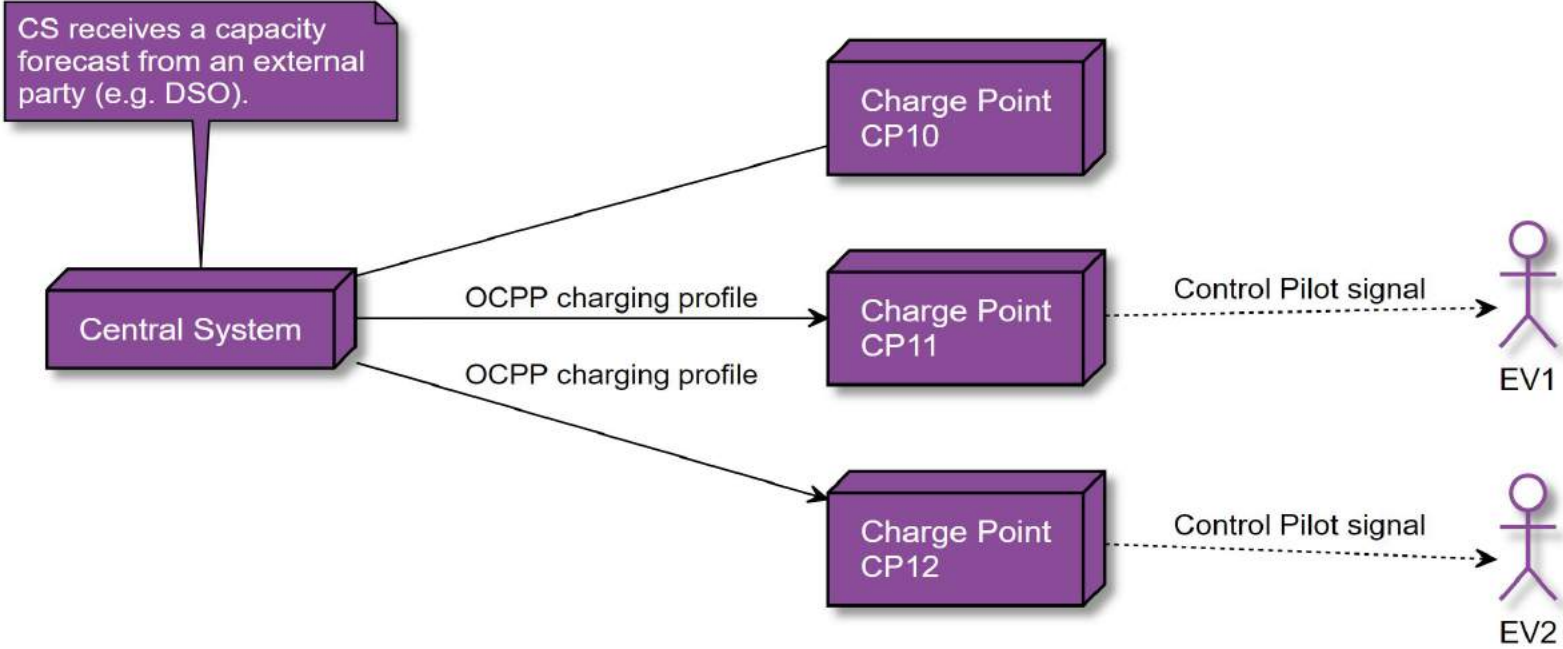 CS receives a capacity
forecast from an external
party (e.g. DSO).
Charge Point
CP10
Central System
OCPP charging profile
Charge Point
CP11
Control Pilot signal
EV1
OCPP charging profile
Charge Point
CP12
Control Pilot signal
EV2